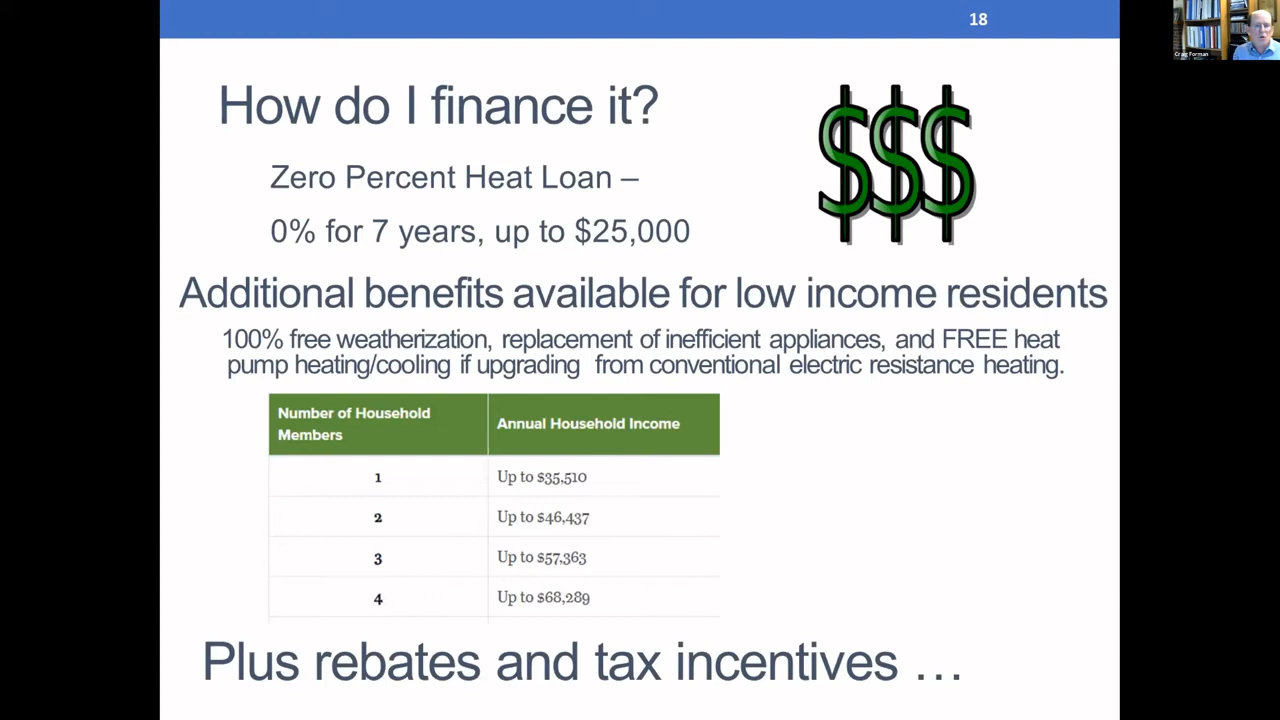 18
Craig Forman
How do I finance it?
$$$
Zero Percent Heat Loan –
0% for 7 years, up to $25,000
Additional benefits available for low income residents
100% free weatherization, replacement of inefficient appliances, and FREE heat
pump heating/cooling if upgrading from conventional electric resistance heating.
Number of Household
Members
Annual Household Income
1 Up to $35,510
2 Up to $46,437
3 Up to $57,363
4 Up to $68,289
Plus rebates and tax incentives …